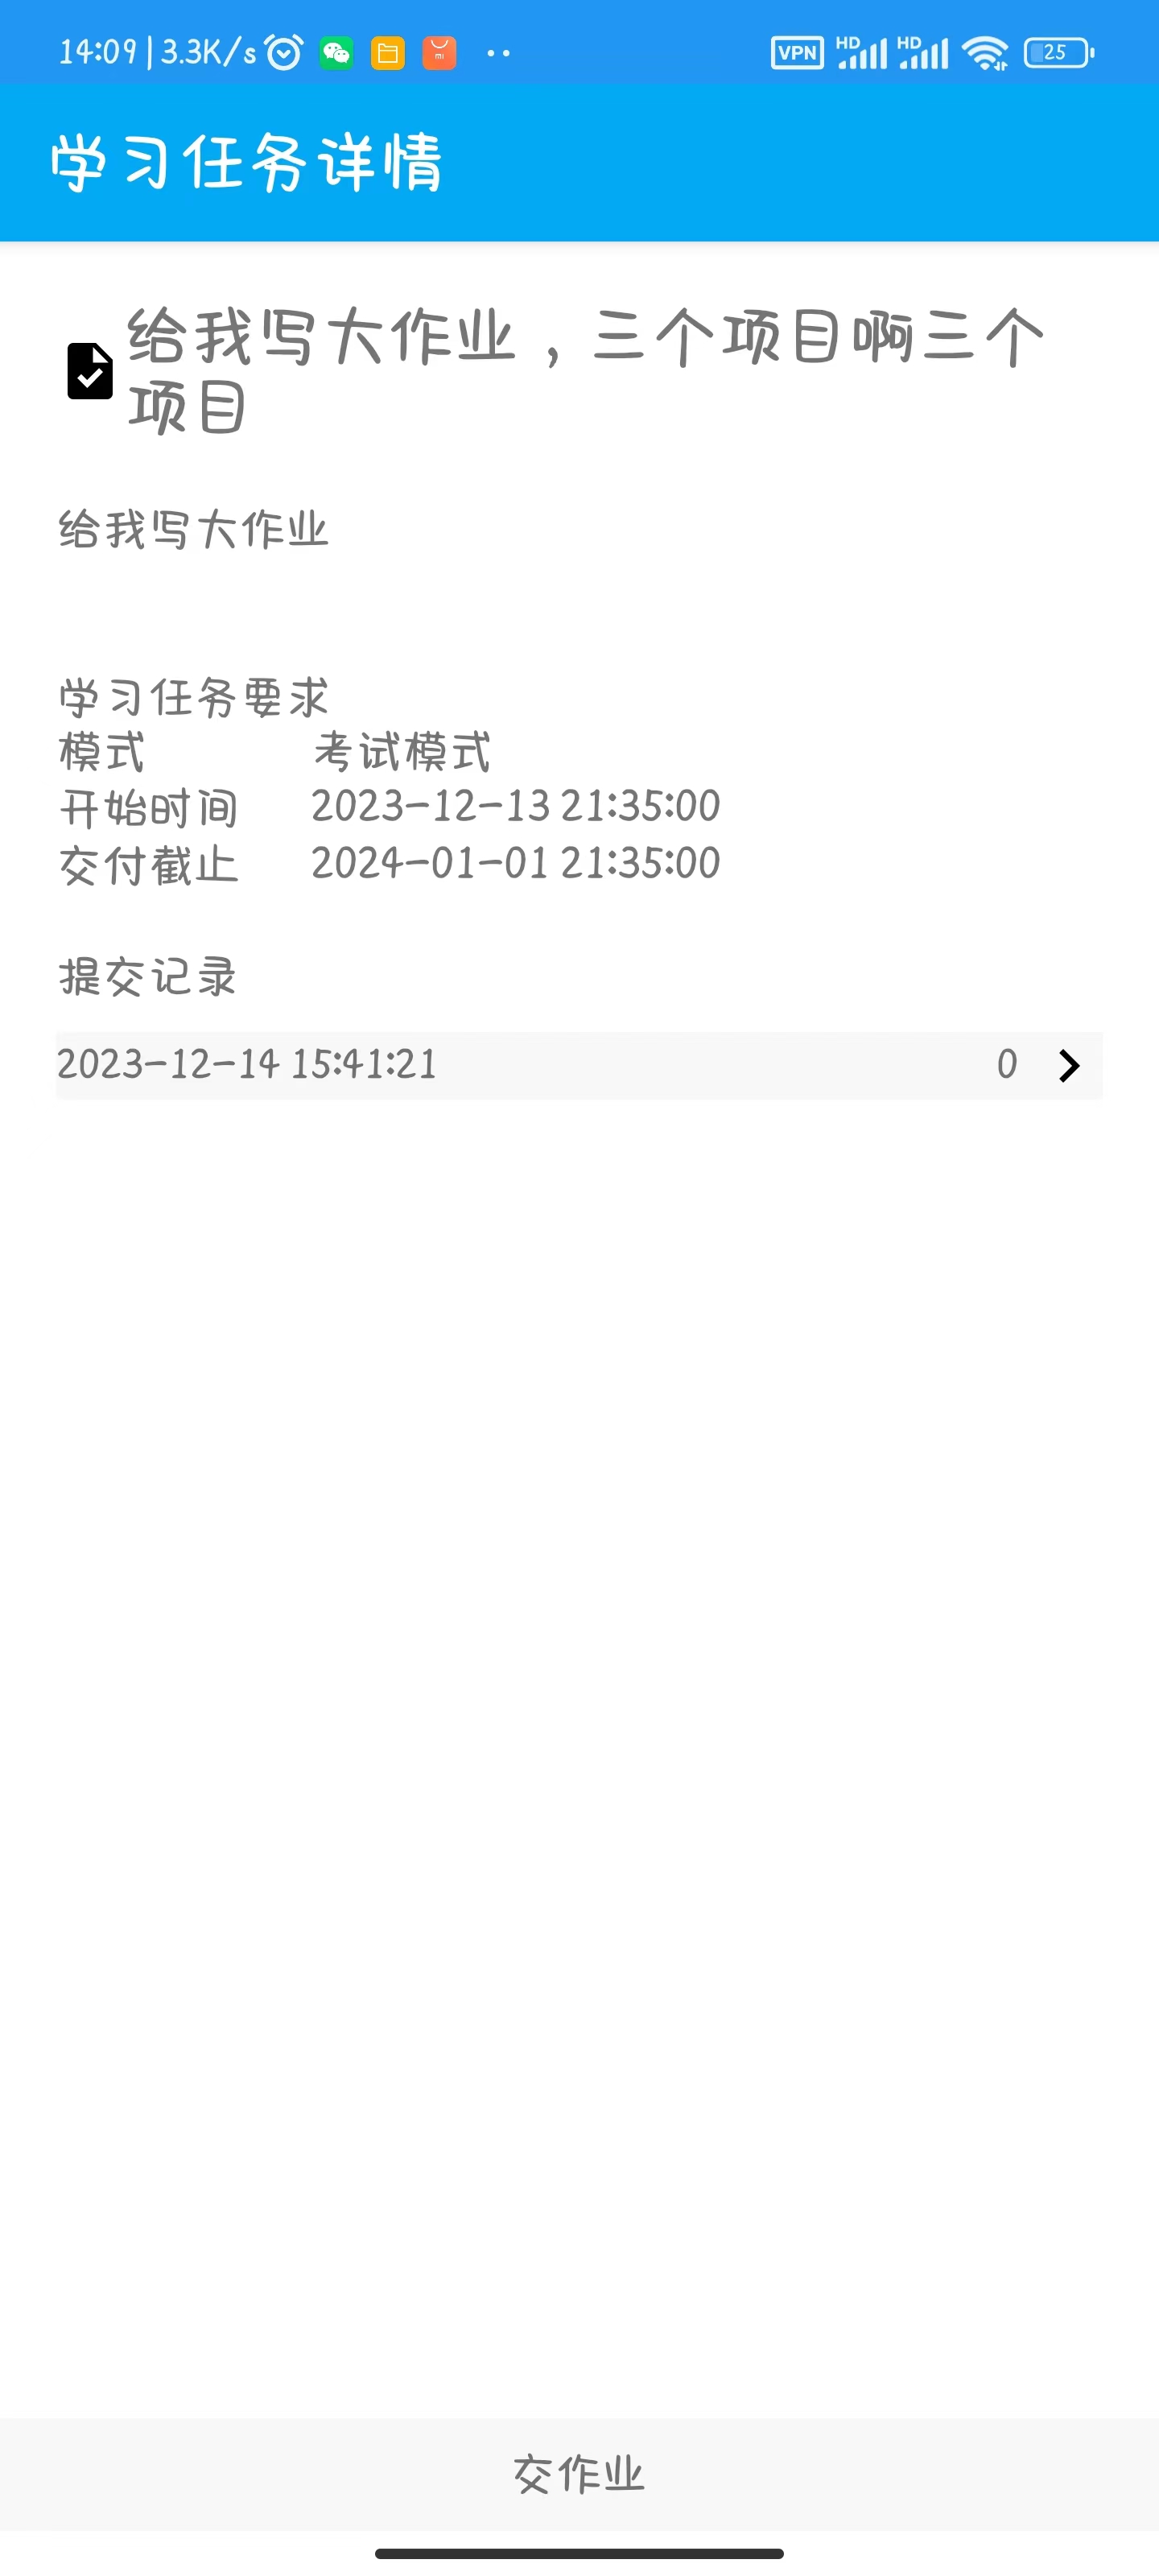 14:09 | 3.3K/s
VPN HD HD 25
学习任务详情
给我写大作业，三个项目啊三个
项目
给我写大作业
学习任务要求
模式 考试模式
开始时间 2023-12-13 21:35:00
交付截止 2024-01-01 21:35:00
提交记录
2023-12-14 15:41:21 0
交作业